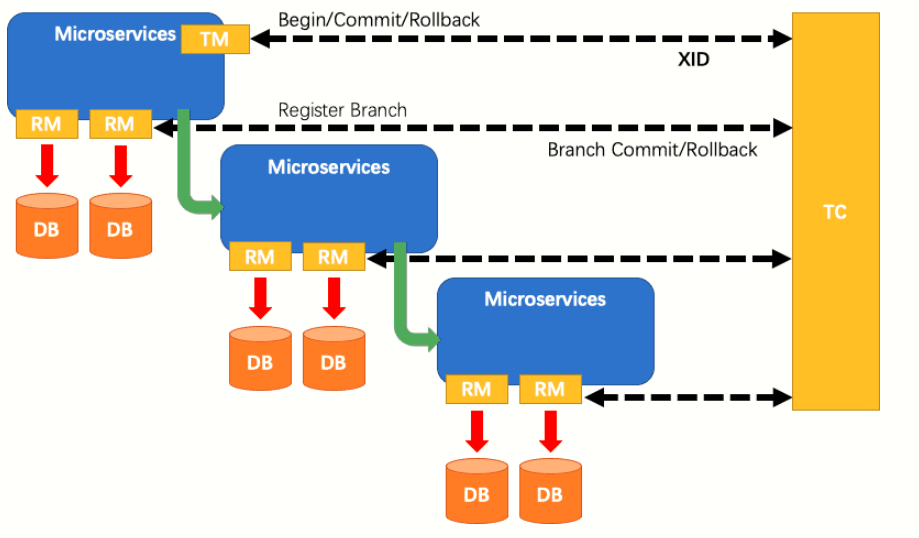 Begin/Commit/Rollback
Microservices
TM
XID
RM
RM
Register Branch
Branch Commit/Rollback
Microservices
DB
DB
TC
RM
RM
Microservices
DB
DB
RM
RM
DB
DB